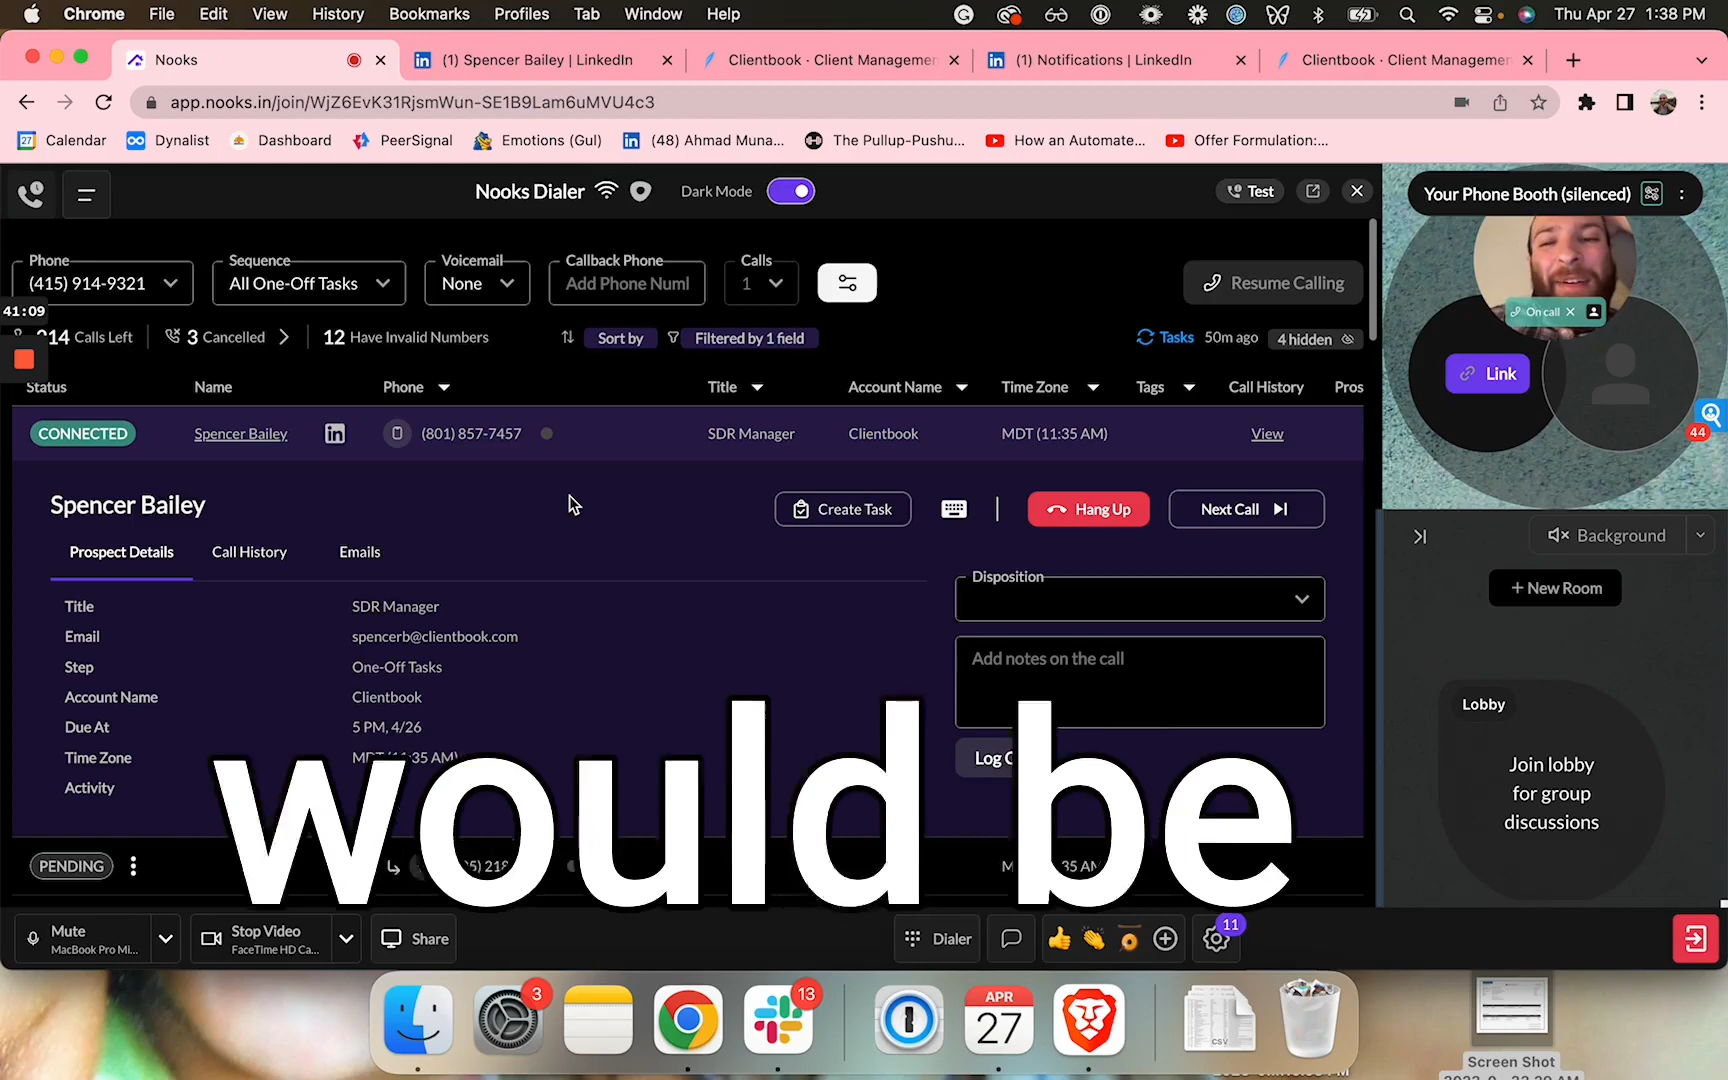 Chrome File Edit View History Bookmarks Profiles Tab Window Help Thu Apr 27 1:38 PM
Nooks (1) Spencer Bailey | LinkedIn Clientbook · Client Managemen (1) Notifications | LinkedIn Clientbook · Client Managemen
app.nooks.in/join/WjZ6EvK31RjsmWun-SE1B9Lam6uMVU4c3
27 Calendar Dynalist Dashboard PeerSignal Emotions (Gul) (48) Ahmad Muna... The Pullup-Pushu... How an Automate... Offer Formulation:...
Nooks Dialer Dark Mode Test
Your Phone Booth (silenced)
Phone Sequence Voicemail Callback Phone Calls
(415) 914-9321 All One-Off Tasks None Add Phone Numl 1 Resume Calling
41:09
On call
14 Calls Left 3 Cancelled 12 Have Invalid Numbers Sort by Filtered by 1 field Tasks 50m ago 4 hidden
Link
Status Name Phone Title Account Name Time Zone Tags Call History Pros
44
CONNECTED Spencer Bailey (801) 857-7457 SDR Manager Clientbook MDT (11:35 AM) View
Spencer Bailey Create Task Hang Up Next Call
Background
Prospect Details Call History Emails
Disposition
+ New Room
Title SDR Manager
Email spencerb@clientbook.com
Add notes on the call
Step One-Off Tasks
Account Name Clientbook
Due At 5 PM, 4/26
Lobby
Time Zone
Log
Activity
Join lobby
for group
discussions
would be
PENDING
Mute
MacBook Pro Mi...
Stop Video
FaceTime HD Ca...
Share
Dialer
11
3
13
APR
27
CSV
Screen Shot